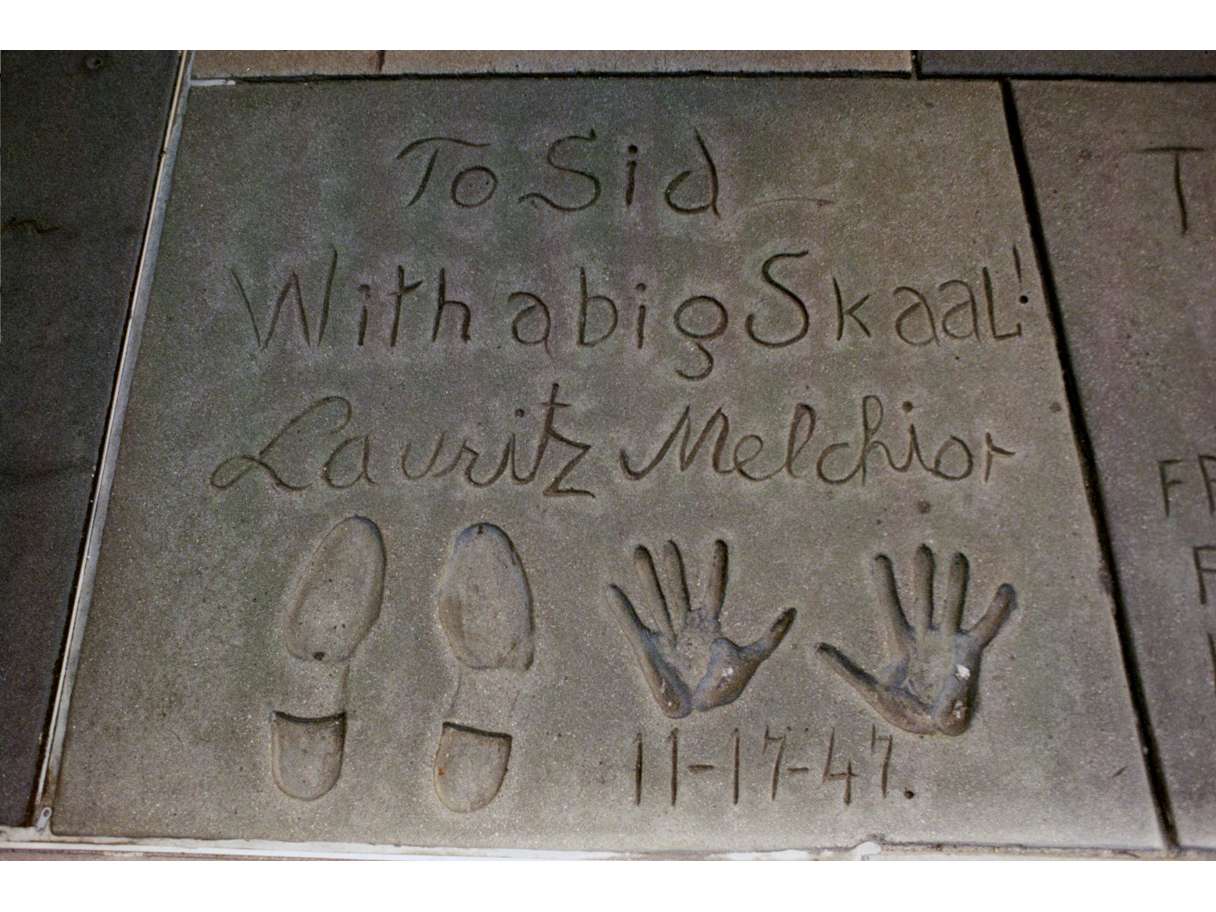 To Sid
With a big Skaal!
Lauritz Melchior
11-17-47.